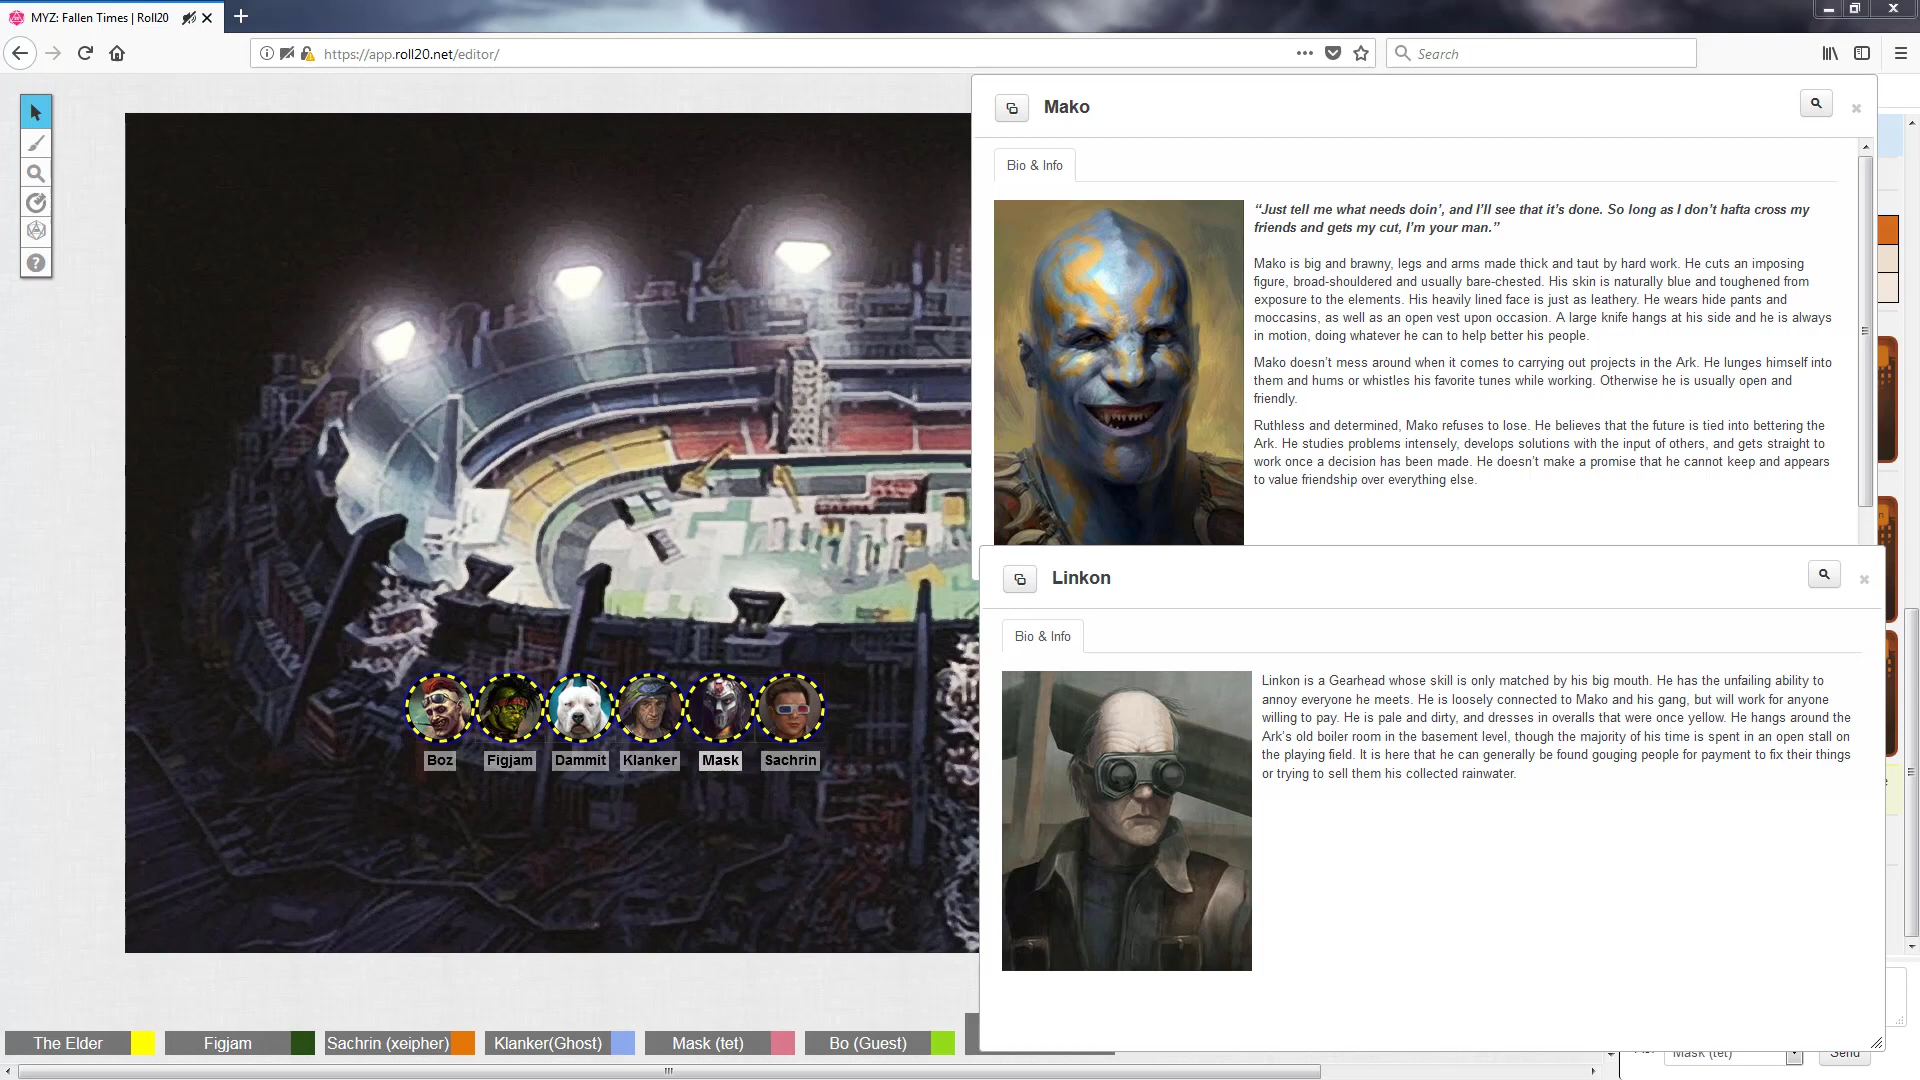 MYZ: Fallen Times | Roll20
https://app.roll20.net/editor/
Search
Mako
Bio & Info
“Just tell me what needs doin’, and I’ll see that it’s done. So long as I don’t hafta cross my
friends and gets my cut, I’m your man.”
Mako is big and brawny, legs and arms made thick and taut by hard work. He cuts an imposing
figure, broad-shouldered and usually bare-chested. His skin is naturally blue and toughened from
exposure to the elements. His heavily lined face is just as leathery. He wears hide pants and
moccasins, as well as an open vest upon occasion. A large knife hangs at his side and he is always
in motion, doing whatever he can to help better his people.
Mako doesn’t mess around when it comes to carrying out projects in the Ark. He lunges himself into
them and hums or whistles his favorite tunes while working. Otherwise he is usually open and
friendly.
Ruthless and determined, Mako refuses to lose. He believes that the future is tied into bettering the
Ark. He studies problems intensely, develops solutions with the input of others, and gets straight to
work once a decision has been made. He doesn’t make a promise that he cannot keep and appears
to value friendship over everything else.
Linkon
Bio & Info
Linkon is a Gearhead whose skill is only matched by his big mouth. He has the unfailing ability to
annoy everyone he meets. He is loosely connected to Mako and his gang, but will work for anyone
willing to pay. He is pale and dirty, and dresses in overalls that were once yellow. He hangs around the
Ark’s old boiler room in the basement level, though the majority of his time is spent in an open stall on
the playing field. It is here that he can generally be found gouging people for payment to fix their things
or trying to sell them his collected rainwater.
Boz
Figjam
Dammit
Klanker
Mask
Sachrin
The Elder
Figjam
Sachrin (xeipher)
Klanker(Ghost)
Mask (tet)
Bo (Guest)
Mask (tet)
Send